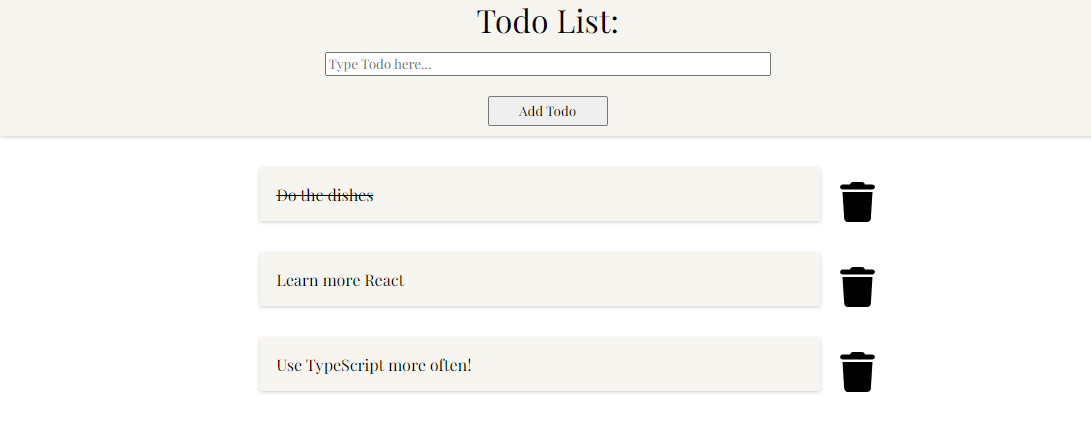 Todo List:
Type Todo here...
Add Todo
Do the dishes
Learn more React
Use TypeScript more often!